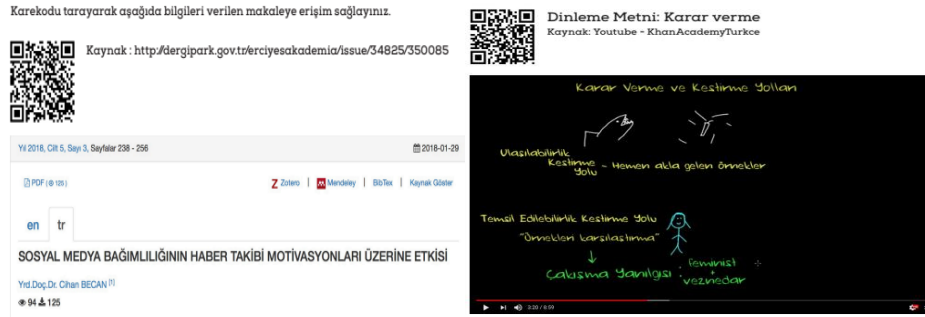 Karekodu tarayarak aşağıda bilgileri verilen makaleye erişim sağlayınız.
Kaynak : http://dergipark.gov.tr/erciyesakademia/issue/34825/350085
Yıl 2018, Cilt 5, Sayı 3, Sayfalar 238 - 256
2018-01-29
PDF ( 125 )
Z Zotero | Mendeley | BibTex | Kaynak Göster
en tr
SOSYAL MEDYA BAĞIMLILIĞININ HABER TAKİBİ MOTİVASYONLARI ÜZERİNE ETKİSİ
Yrd.Doç.Dr. Cihan BECAN [1]
94 125
Dinleme Metni: Karar verme
Kaynak: Youtube - KhanAcademyTurkce
Karar Verme ve Kestirme Yolları
Ulaşılabilirlik
Kestirme - Hemen akla gelen örnekler
Yolu
Temsil Edilebilirlik Kestirme Yolu
"Örnekleri karşılaştırma"
Çakışma Yanılgısı : feminist
+
veznedar
3:20 / 6:59